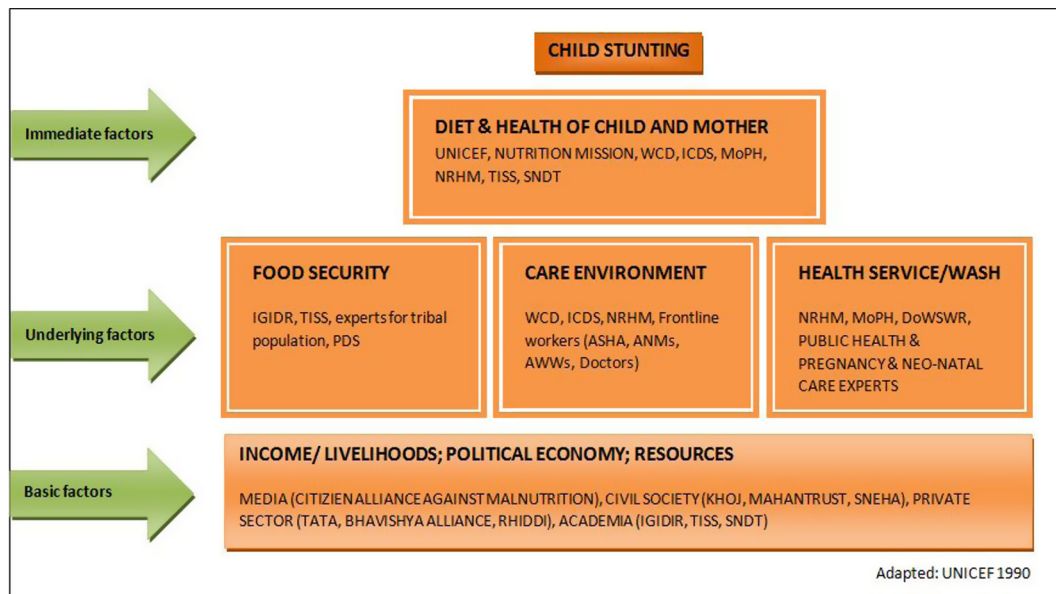 CHILD STUNTING
Immediate factors
DIET & HEALTH OF CHILD AND MOTHER
UNICEF, NUTRITION MISSION, WCD, ICDS, MoPH,
NRHM, TISS, SNDT
Underlying factors
FOOD SECURITY
IGIDR, TISS, experts for tribal
population, PDS
CARE ENVIRONMENT
WCD, ICDS, NRHM, Frontline
workers (ASHA, ANMs,
AWWs, Doctors)
HEALTH SERVICE/WASH
NRHM, MoPH, DoWSWR,
PUBLIC HEALTH &
PREGNANCY & NEO-NATAL
CARE EXPERTS
Basic factors
INCOME/ LIVELIHOODS; POLITICAL ECONOMY; RESOURCES
MEDIA (CITIZIEN ALLIANCE AGAINST MALNUTRITION), CIVIL SOCIETY (KHOJ, MAHANTRUST, SNEHA), PRIVATE
SECTOR (TATA, BHAVISHYA ALLIANCE, RHIDDI), ACADEMIA (IGIDIR, TISS, SNDT)
Adapted: UNICEF 1990